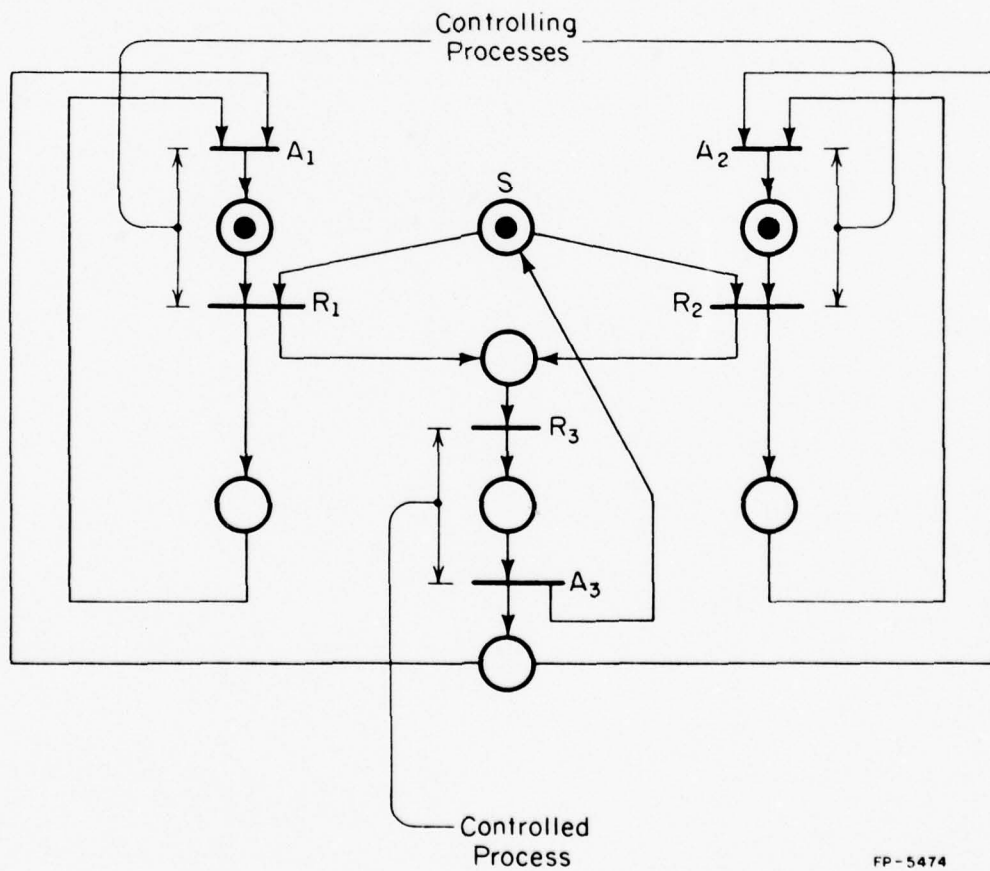 Controlling
Processes
A₁
A₂
S
R₁
R₂
R₃
A₃
Controlled
Process
FP-5474